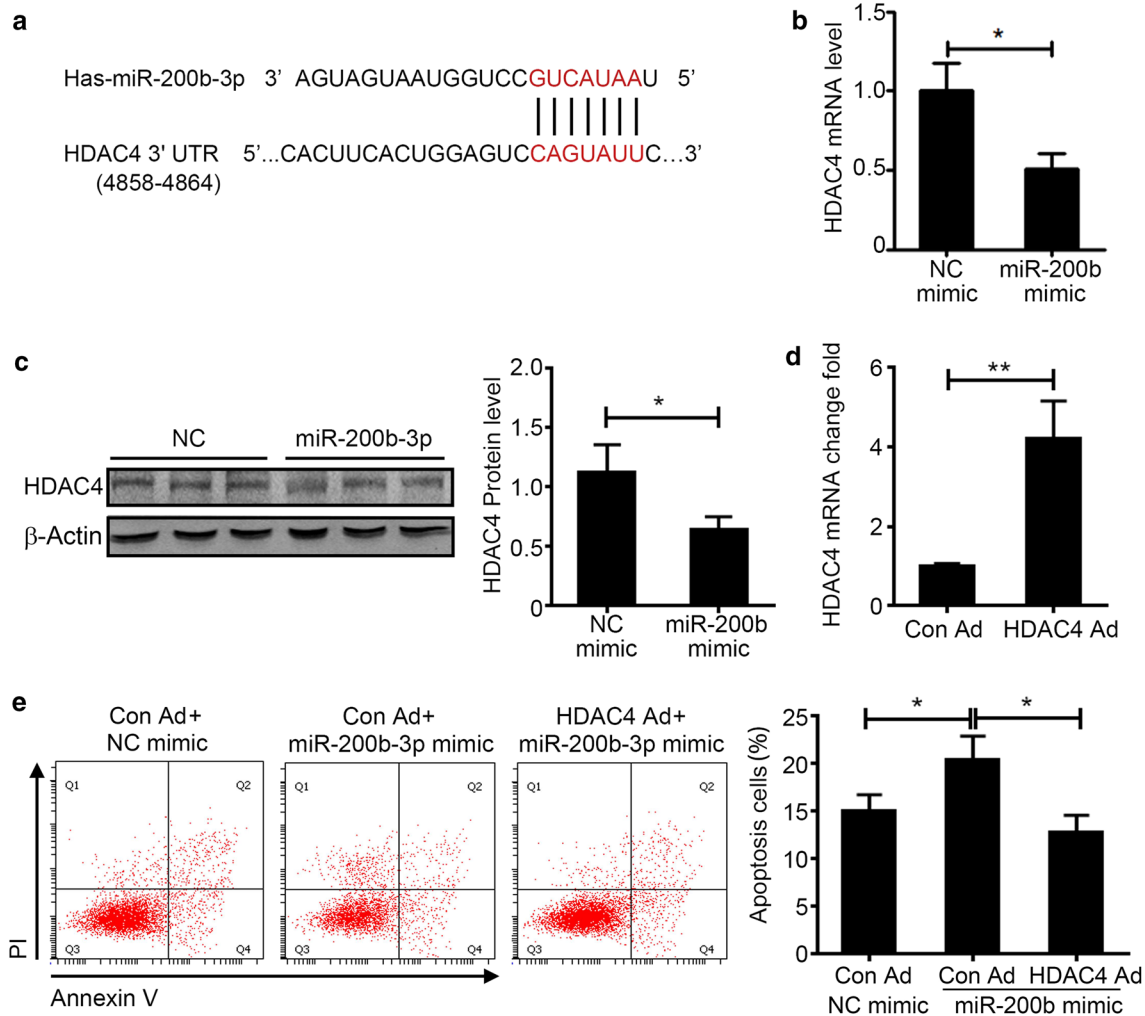 a
Has-miR-200b-3p 3’ AGUAGUAAUGGUCCGUCAUAAU 5’
HDAC4 3' UTR 5’...CACUUCACUGGAGUCCAGUAUUC...3’
(4858-4864)
b
HDAC4 mRNA level
1.5
1.0
0.5
0
*
NC mimic
miR-200b mimic
c
NC
miR-200b-3p
HDAC4
β-Actin
HDAC4 Protein level
2.0
1.5
1.0
0.5
0
*
NC mimic
miR-200b mimic
d
HDAC4 mRNA change fold
6
4
2
0
**
Con Ad
HDAC4 Ad
e
Con Ad+
NC mimic
Con Ad+
miR-200b-3p mimic
HDAC4 Ad+
miR-200b-3p mimic
Q1
Q2
Q3
Q4
Q1
Q2
Q3
Q4
Q1
Q2
Q3
Q4
PI
Annexin V
Apoptosis cells (%)
25
20
15
10
5
0
*
*
Con Ad
Con Ad
HDAC4 Ad
NC mimic
miR-200b mimic